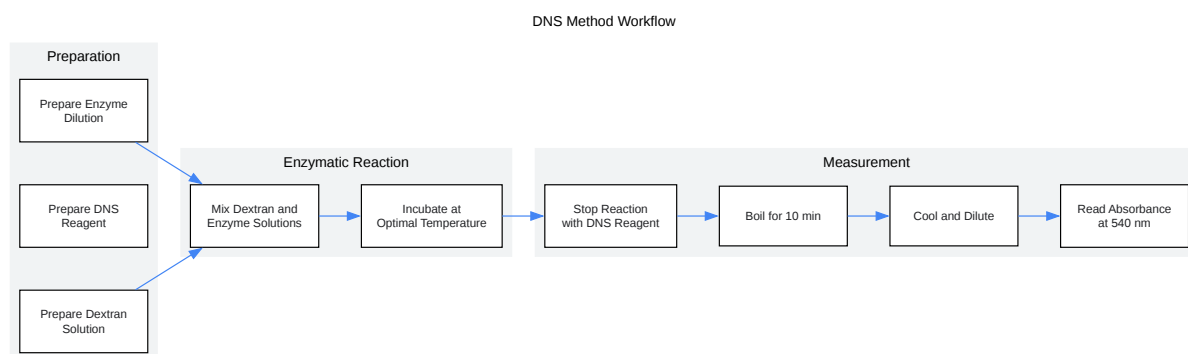 DNS Method Workflow
Preparation
Prepare Enzyme
Dilution
Prepare DNS
Reagent
Prepare Dextran
Solution
Enzymatic Reaction
Mix Dextran and
Enzyme Solutions
Incubate at
Optimal Temperature
Measurement
Stop Reaction
with DNS Reagent
Boil for 10 min
Cool and Dilute
Read Absorbance
at 540 nm